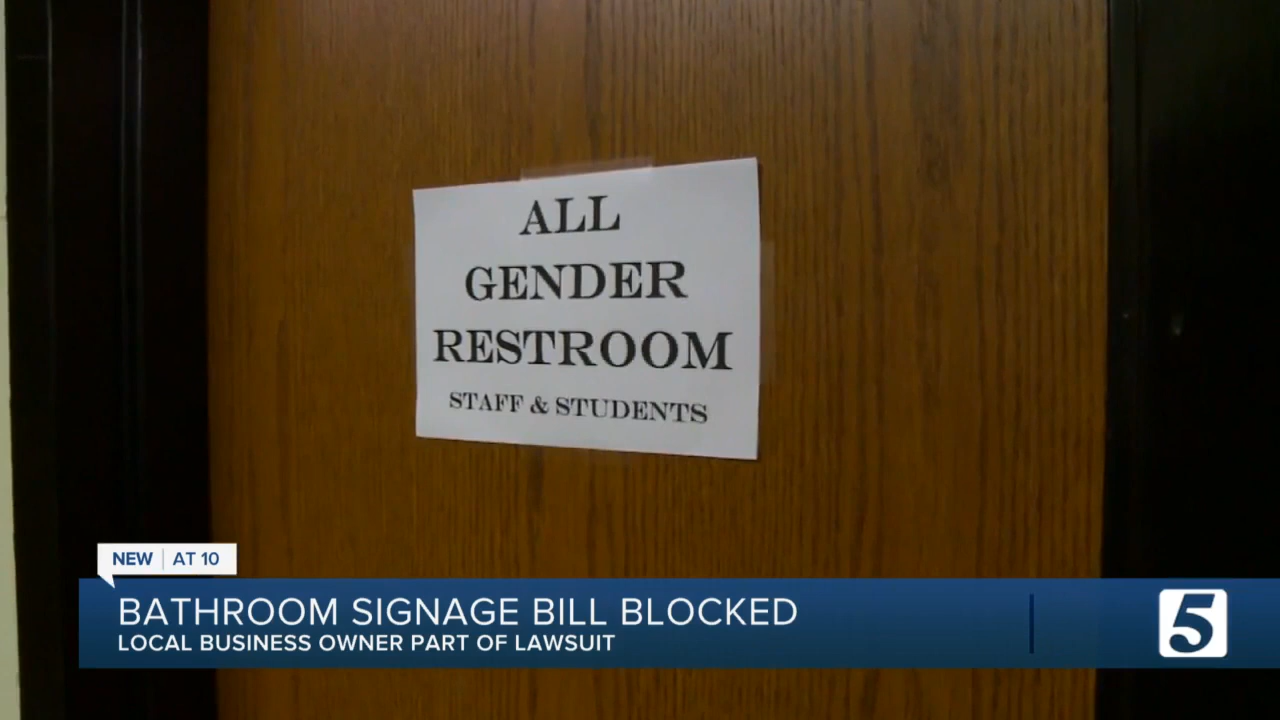 ALL
GENDER
RESTROOM
STAFF & STUDENTS
NEW AT 10
BATHROOM SIGNAGE BILL BLOCKED
LOCAL BUSINESS OWNER PART OF LAWSUIT
5